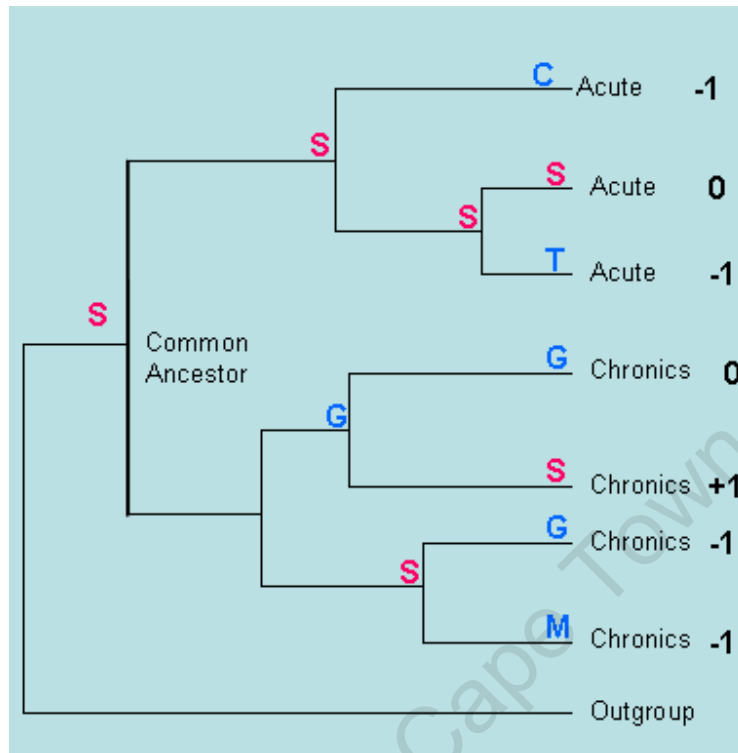 C
Acute -1
S
S
Acute 0
S
T
Acute -1
S
Common
Ancestor
G
Chronics 0
G
S
Chronics +1
G
Chronics -1
S
M
Chronics -1
Outgroup
Cape Town